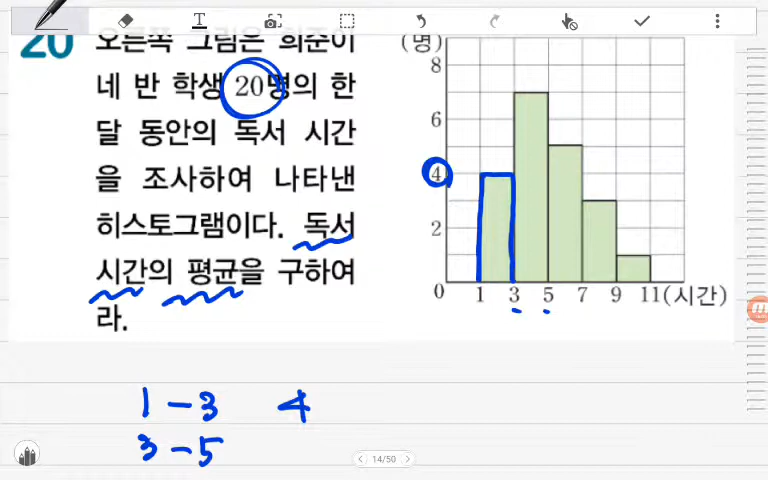 20 오른쪽 그림은 희준이
네 반 학생 20명의 한
달 동안의 독서 시간
을 조사하여 나타낸
히스토그램이다. 독서
시간의 평균을 구하여
라.
(명)
8
6
4
2
0 1 3 5 7 9 11(시간)
1-3 4
3-5
14/50